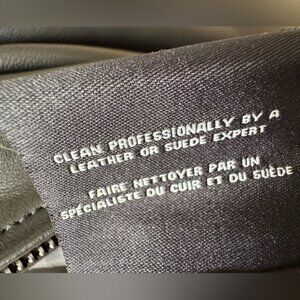 CLEAN PROFESSIONALLY BY A
LEATHER OR SUEDE EXPERT
FAIRE NETTOYER PAR UN
SPÉCIALISTE DU CUIR ET DU SUÈDE